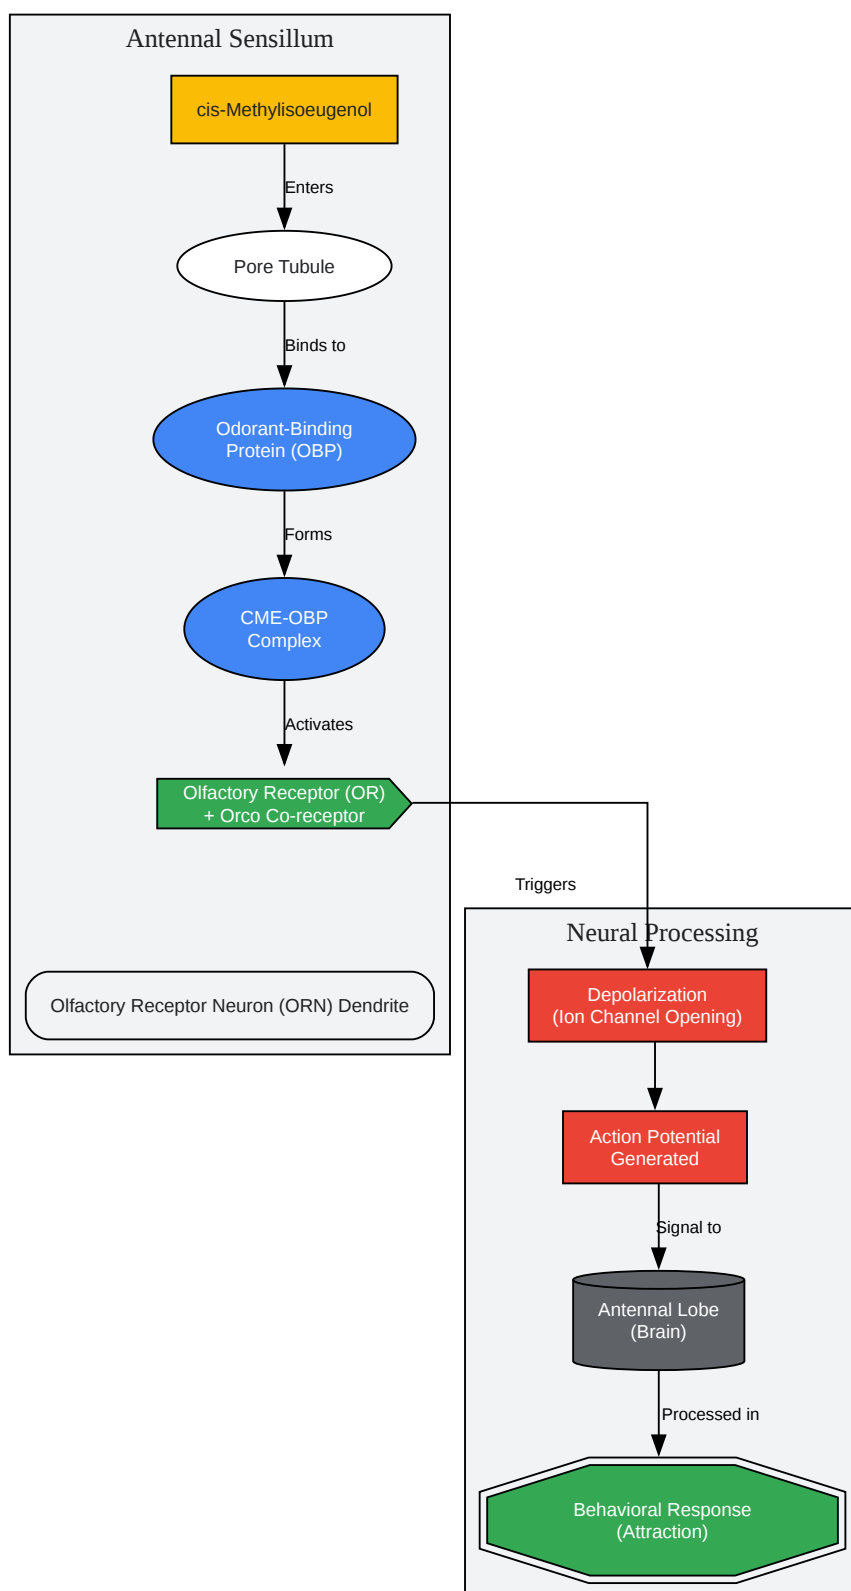 Antennal Sensillum
cis-Methylisoeugenol
Enters
Pore Tubule
Binds to
Odorant-Binding
Protein (OBP)
Forms
CME-OBP
Complex
Activates
Olfactory Receptor (OR)
+ Orco Co-receptor
Triggers
Olfactory Receptor Neuron (ORN) Dendrite
Neural Processing
Depolarization
(Ion Channel Opening)
Action Potential
Generated
Signal to
Antennal Lobe
(Brain)
Processed in
Behavioral Response
(Attraction)